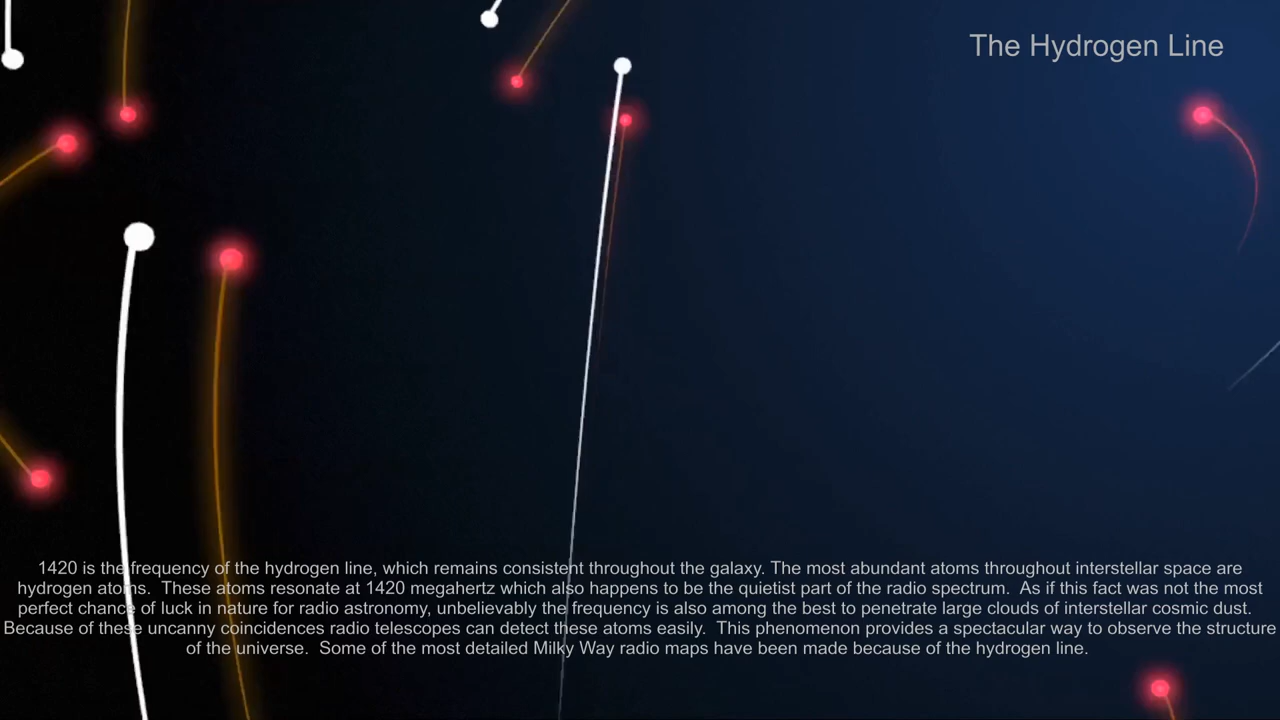 The Hydrogen Line
1420 is the frequency of the hydrogen line, which remains consistent throughout the galaxy. The most abundant atoms throughout interstellar space are
hydrogen atoms.  These atoms resonate at 1420 megahertz which also happens to be the quietist part of the radio spectrum.  As if this fact was not the most
perfect chance of luck in nature for radio astronomy, unbelievably the frequency is also among the best to penetrate large clouds of interstellar cosmic dust.
Because of these uncanny coincidences radio telescopes can detect these atoms easily.  This phenomenon provides a spectacular way to observe the structure
of the universe.  Some of the most detailed Milky Way radio maps have been made because of the hydrogen line.